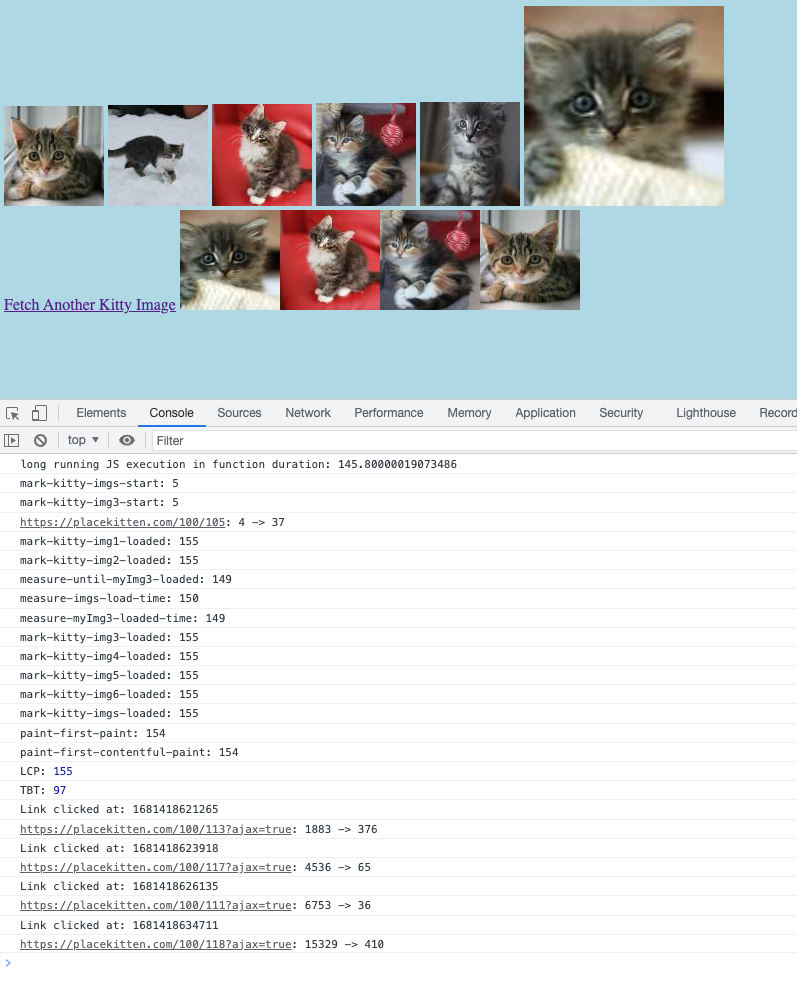 Fetch Another Kitty Image
Elements Console Sources Network Performance Memory Application Security Lighthouse Record
top Filter
long running JS execution in function duration: 145.80000019073486
mark-kitty-imgs-start: 5
mark-kitty-img3-start: 5
https://placekitten.com/100/105: 4 -> 37
mark-kitty-img1-loaded: 155
mark-kitty-img2-loaded: 155
measure-until-myImg3-loaded: 149
measure-imgs-load-time: 150
measure-myImg3-loaded-time: 149
mark-kitty-img3-loaded: 155
mark-kitty-img4-loaded: 155
mark-kitty-img5-loaded: 155
mark-kitty-img6-loaded: 155
mark-kitty-imgs-loaded: 155
paint-first-paint: 154
paint-first-contentful-paint: 154
LCP: 155
TBT: 97
Link clicked at: 1681418621265
https://placekitten.com/100/113?ajax=true: 1883 -> 376
Link clicked at: 1681418623918
https://placekitten.com/100/117?ajax=true: 4536 -> 65
Link clicked at: 1681418626135
https://placekitten.com/100/111?ajax=true: 6753 -> 36
Link clicked at: 1681418634711
https://placekitten.com/100/118?ajax=true: 15329 -> 410